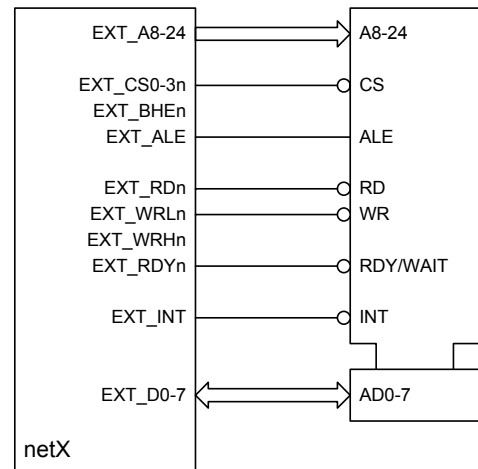 EXT_A8-24 A8-24
EXT_CS0-3n CS
EXT_BHEn
EXT_ALE ALE
EXT_RDn RD
EXT_WRLn WR
EXT_WRHn
EXT_RDYn RDY/WAIT
EXT_INT INT
EXT_D0-7 AD0-7
netX